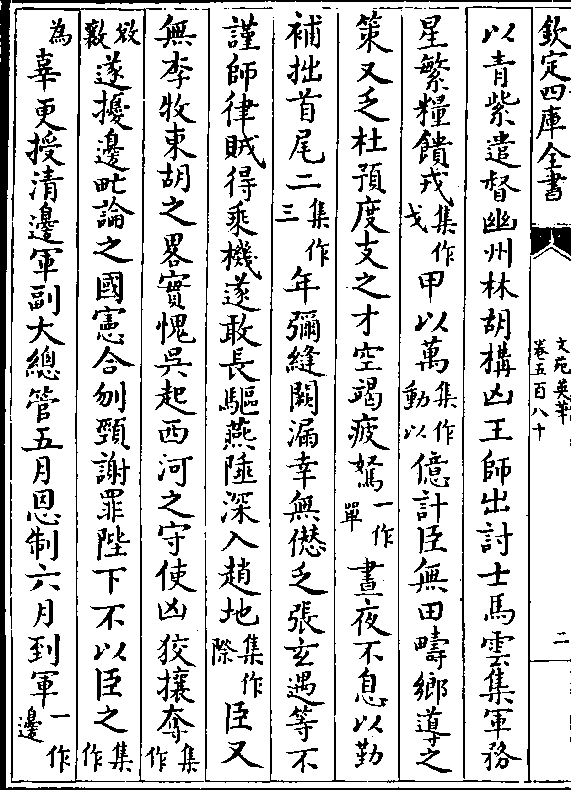 欽定四庫全書
文苑英華
卷五百八十
二
以青紫遣督幽州林胡搆凶王師出討士馬雲集軍務
星繁糧饋戎集作戈甲以萬集作動以億計臣無田疇鄉導之
策又乏杜預度支之才空竭疲駑一作單晝夜不息以勤
補拙首尾二集作三年彌縫闕漏幸無僽乏張玄遇等不
謹師律賊得乘機遂敢長驅燕陲深入趙地集作際臣又
無李牧東胡之畧實愧吳起西河之守使凶狡攘奪集作
敓敚遂擾邊甿論之國憲合刎頸謝罪陛下不以臣之集作
為辜更授清邊軍副大總管五月恩制六月到軍一作邊